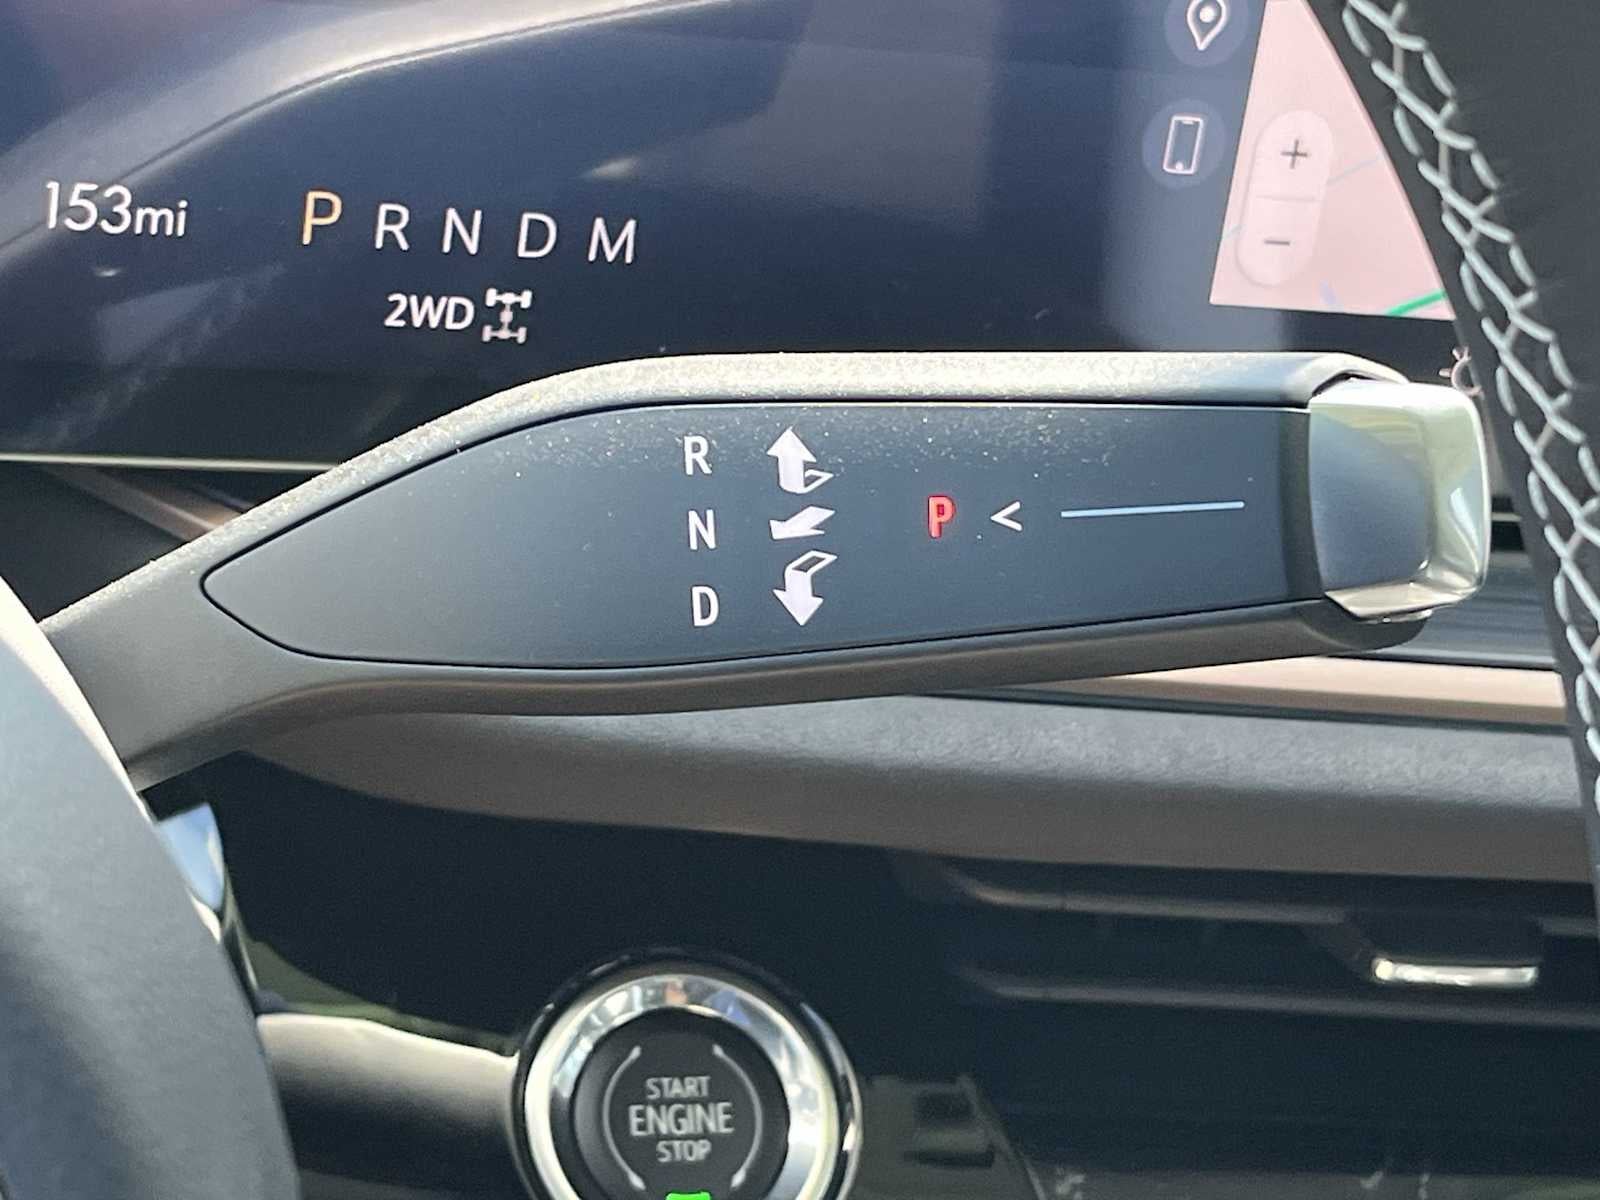 153mi
P R N D M
2WD
+
-
R
N P <
D
START
ENGINE
STOP